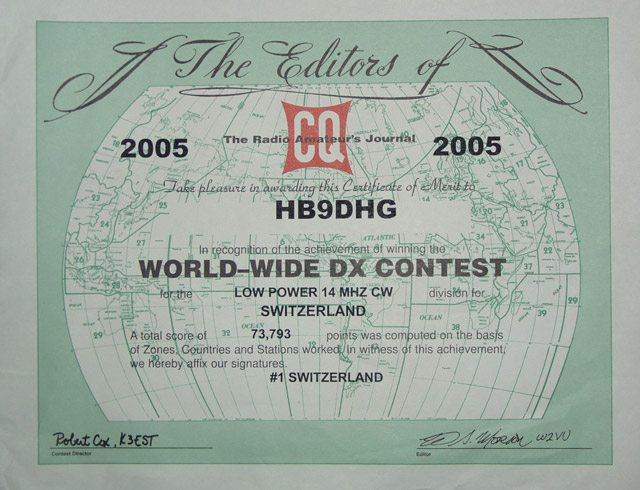 The Editors of
2005 The Radio Amateur's Journal 2005
CQ
Take pleasure in awarding this Certificate of Merit to
HB9DHG
In recognition of the achievement of winning the
WORLD-WIDE DX CONTEST
for the LOW POWER 14 MHZ CW division for
SWITZERLAND
A total score of 73,793 points was computed on the basis
of Zones, Countries and Stations worked. In witness of this achievement,
we hereby affix our signatures.
#1 SWITZERLAND
ATLANTIC
OCEAN
OCEAN
Robert Cox, K3EST
Contest Director
W2VU
Editor